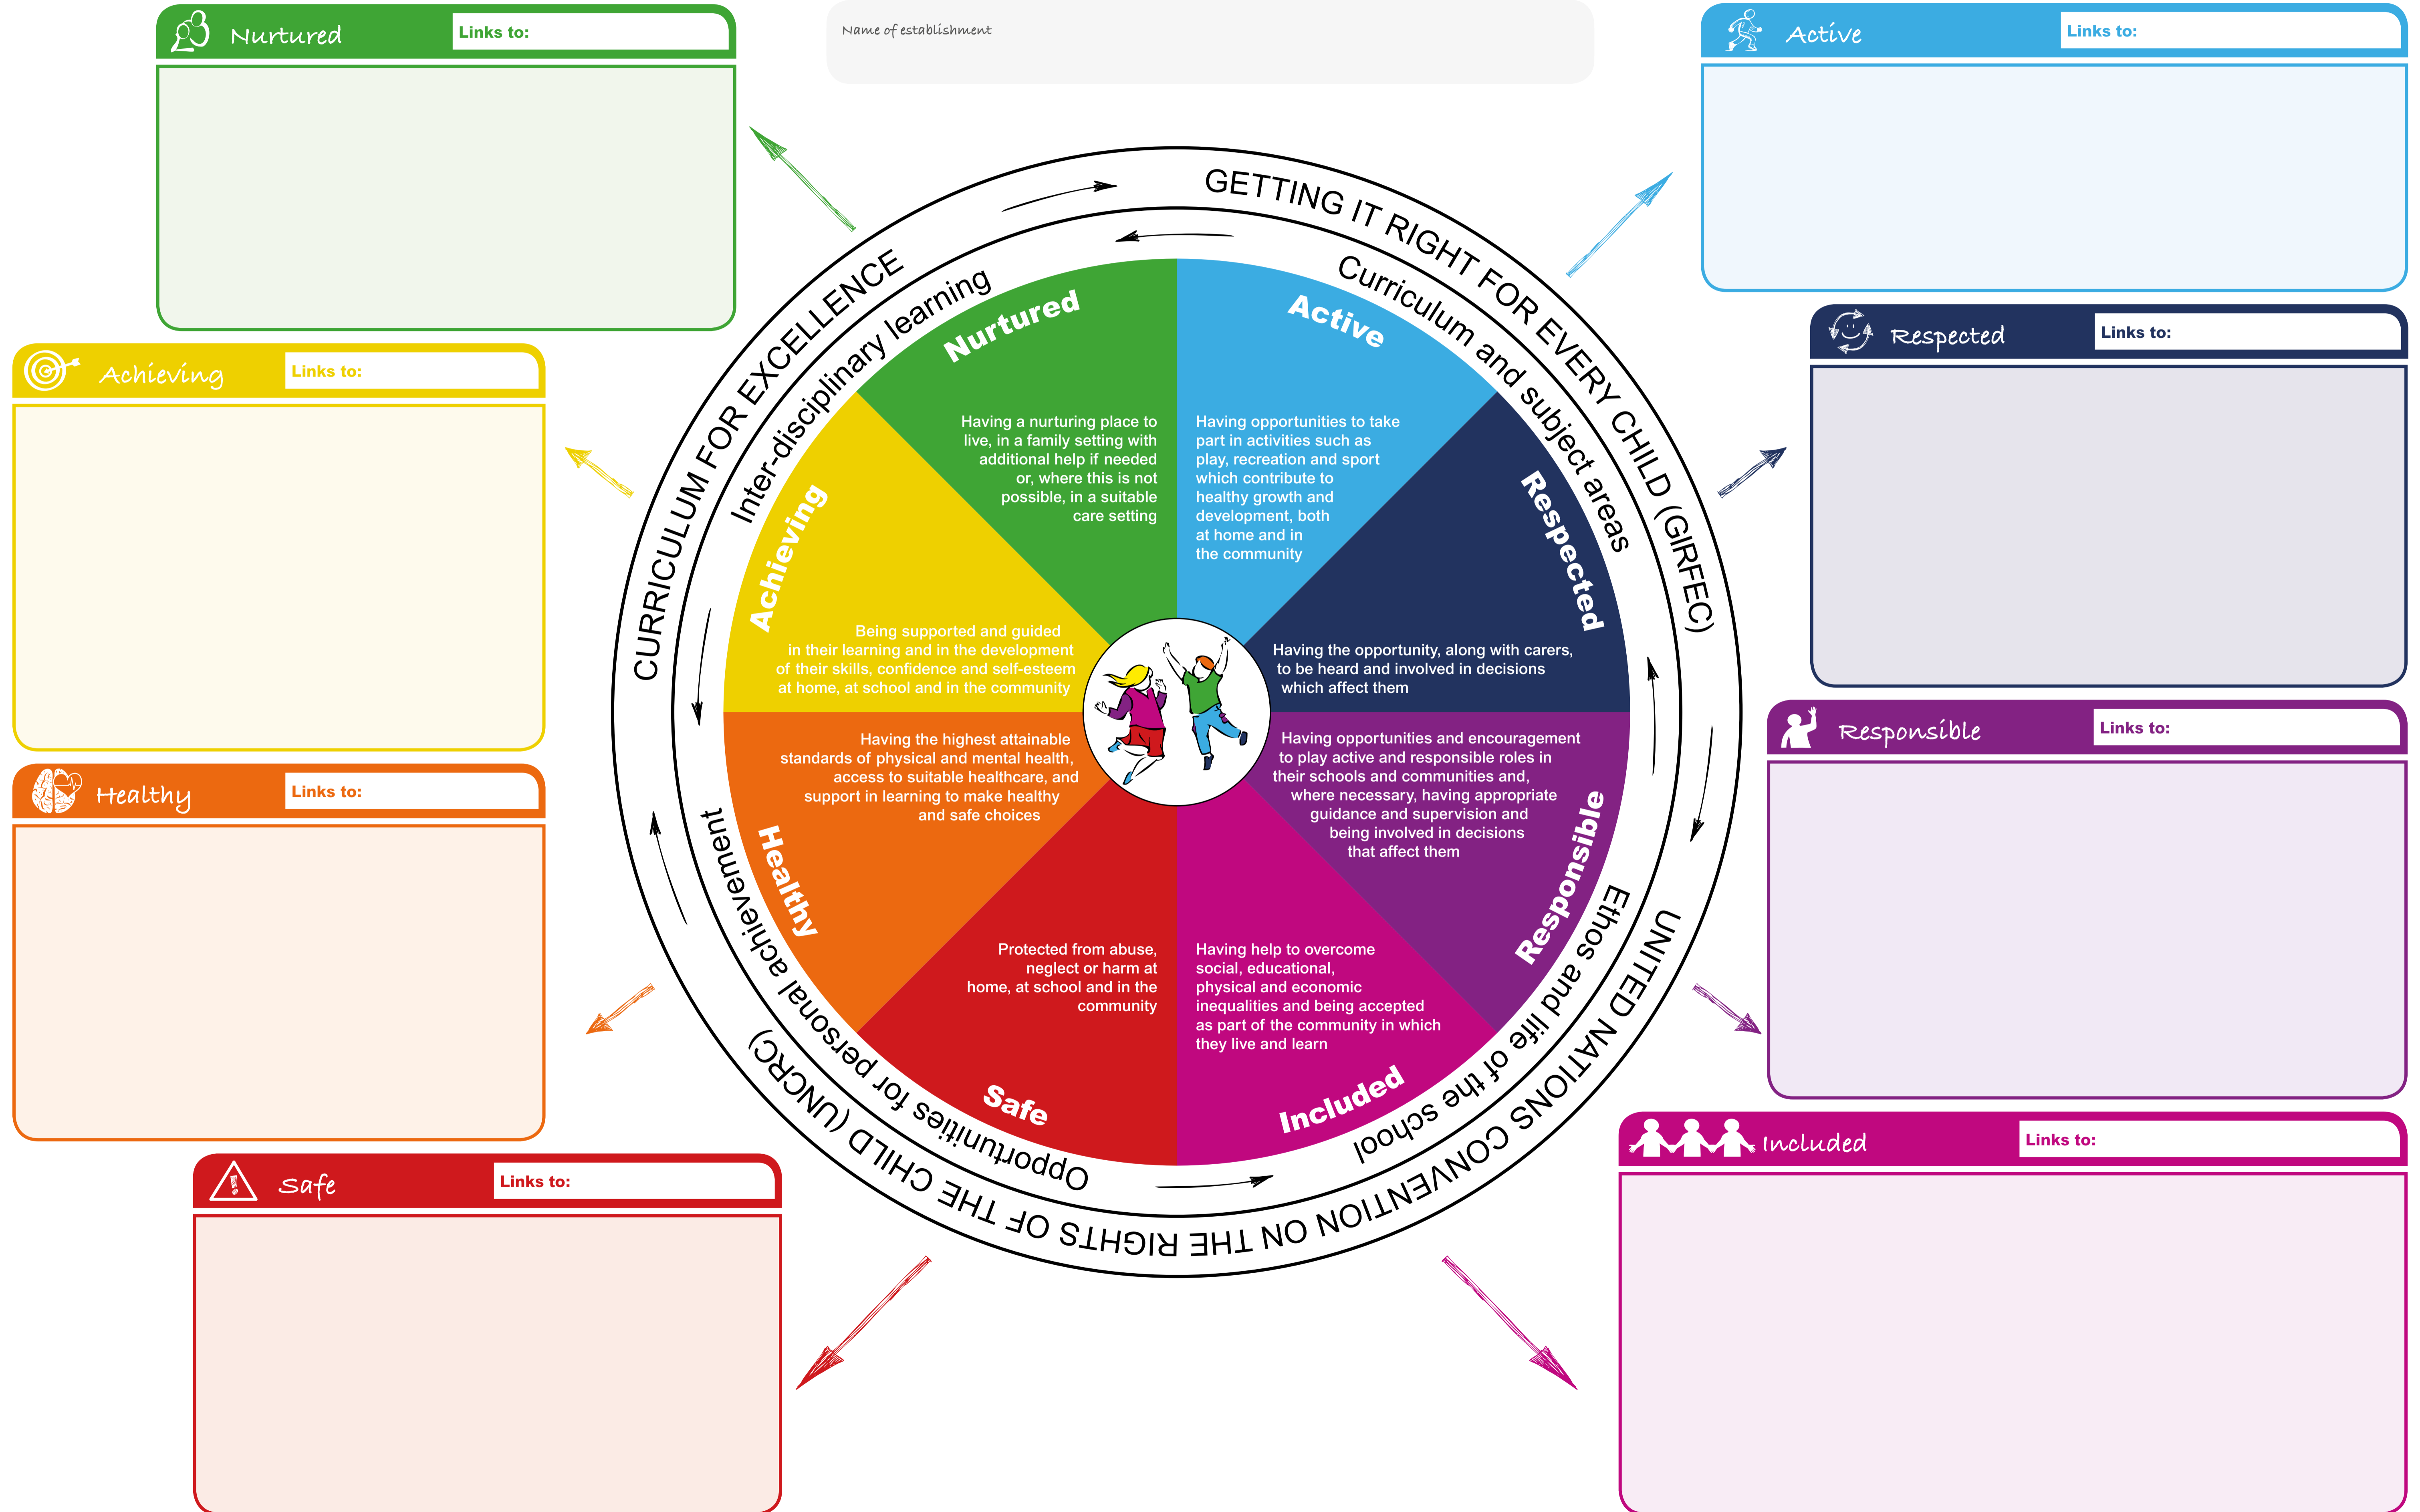 Nurtured
Links to:
Name of establishment
Active
Links to:
Respected
Links to:
Achieving
Links to:
Responsible
Links to:
Healthy
Links to:
Included
Links to:
Safe
Links to:
CURRICULUM FOR EXCELLENCE
GETTING IT RIGHT FOR EVERY CHILD (GIRFEC)
UNITED NATIONS CONVENTION ON THE RIGHTS OF THE CHILD (UNCRC)
Inter-disciplinary learning
Curriculum and subject areas
Ethos and life of the school
Opportunities for personal achievement
Nurtured
Having a nurturing place to
live, in a family setting with
additional help if needed
or, where this is not
possible, in a suitable
care setting
Active
Having opportunities to take
part in activities such as
play, recreation and sport
which contribute to
healthy growth and
development, both
at home and in
the community
Respected
Having the opportunity, along with carers,
to be heard and involved in decisions
which affect them
Responsible
Having opportunities and encouragement
to play active and responsible roles in
their schools and communities and,
where necessary, having appropriate
guidance and supervision and
being involved in decisions
that affect them
Included
Having help to overcome
social, educational,
physical and economic
inequalities and being accepted
as part of the community in which
they live and learn
Safe
Protected from abuse,
neglect or harm at
home, at school and in the
community
Healthy
Having the highest attainable
standards of physical and mental health,
access to suitable healthcare, and
support in learning to make healthy
and safe choices
Achieving
Being supported and guided
in their learning and in the development
of their skills, confidence and self-esteem
at home, at school and in the community